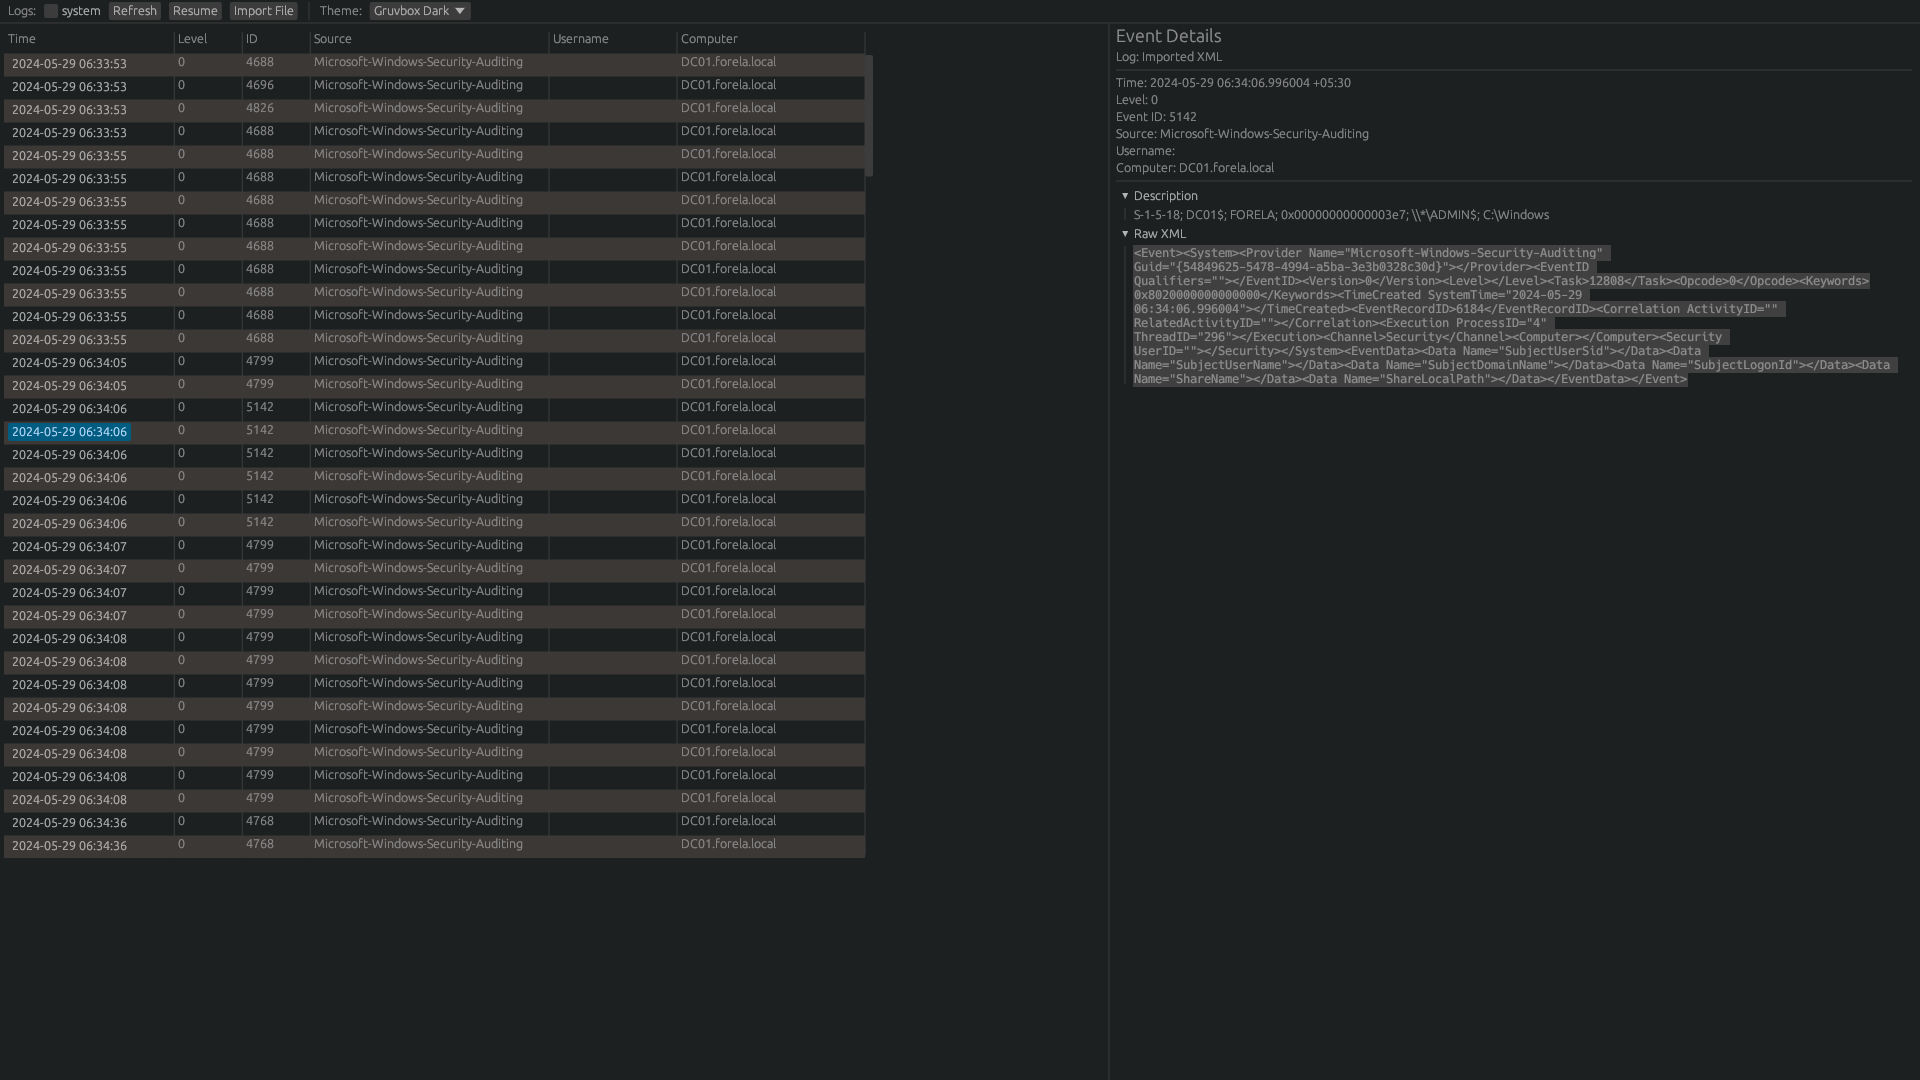 Logs: system Refresh Resume Import File Theme: Gruvbox Dark
Time Level ID Source Username Computer
2024-05-29 06:33:53 0 4688 Microsoft-Windows-Security-Auditing DC01.forela.local
2024-05-29 06:33:53 0 4696 Microsoft-Windows-Security-Auditing DC01.forela.local
2024-05-29 06:33:53 0 4826 Microsoft-Windows-Security-Auditing DC01.forela.local
2024-05-29 06:33:53 0 4688 Microsoft-Windows-Security-Auditing DC01.forela.local
2024-05-29 06:33:55 0 4688 Microsoft-Windows-Security-Auditing DC01.forela.local
2024-05-29 06:33:55 0 4688 Microsoft-Windows-Security-Auditing DC01.forela.local
2024-05-29 06:33:55 0 4688 Microsoft-Windows-Security-Auditing DC01.forela.local
2024-05-29 06:33:55 0 4688 Microsoft-Windows-Security-Auditing DC01.forela.local
2024-05-29 06:33:55 0 4688 Microsoft-Windows-Security-Auditing DC01.forela.local
2024-05-29 06:33:55 0 4688 Microsoft-Windows-Security-Auditing DC01.forela.local
2024-05-29 06:33:55 0 4688 Microsoft-Windows-Security-Auditing DC01.forela.local
2024-05-29 06:33:55 0 4688 Microsoft-Windows-Security-Auditing DC01.forela.local
2024-05-29 06:33:55 0 4688 Microsoft-Windows-Security-Auditing DC01.forela.local
2024-05-29 06:34:05 0 4799 Microsoft-Windows-Security-Auditing DC01.forela.local
2024-05-29 06:34:05 0 4799 Microsoft-Windows-Security-Auditing DC01.forela.local
2024-05-29 06:34:06 0 5142 Microsoft-Windows-Security-Auditing DC01.forela.local
2024-05-29 06:34:06 0 5142 Microsoft-Windows-Security-Auditing DC01.forela.local
2024-05-29 06:34:06 0 5142 Microsoft-Windows-Security-Auditing DC01.forela.local
2024-05-29 06:34:06 0 5142 Microsoft-Windows-Security-Auditing DC01.forela.local
2024-05-29 06:34:06 0 5142 Microsoft-Windows-Security-Auditing DC01.forela.local
2024-05-29 06:34:06 0 5142 Microsoft-Windows-Security-Auditing DC01.forela.local
2024-05-29 06:34:07 0 4799 Microsoft-Windows-Security-Auditing DC01.forela.local
2024-05-29 06:34:07 0 4799 Microsoft-Windows-Security-Auditing DC01.forela.local
2024-05-29 06:34:07 0 4799 Microsoft-Windows-Security-Auditing DC01.forela.local
2024-05-29 06:34:07 0 4799 Microsoft-Windows-Security-Auditing DC01.forela.local
2024-05-29 06:34:08 0 4799 Microsoft-Windows-Security-Auditing DC01.forela.local
2024-05-29 06:34:08 0 4799 Microsoft-Windows-Security-Auditing DC01.forela.local
2024-05-29 06:34:08 0 4799 Microsoft-Windows-Security-Auditing DC01.forela.local
2024-05-29 06:34:08 0 4799 Microsoft-Windows-Security-Auditing DC01.forela.local
2024-05-29 06:34:08 0 4799 Microsoft-Windows-Security-Auditing DC01.forela.local
2024-05-29 06:34:08 0 4799 Microsoft-Windows-Security-Auditing DC01.forela.local
2024-05-29 06:34:08 0 4799 Microsoft-Windows-Security-Auditing DC01.forela.local
2024-05-29 06:34:08 0 4799 Microsoft-Windows-Security-Auditing DC01.forela.local
2024-05-29 06:34:36 0 4768 Microsoft-Windows-Security-Auditing DC01.forela.local
2024-05-29 06:34:36 0 4768 Microsoft-Windows-Security-Auditing DC01.forela.local
Event Details
Log: Imported XML
Time: 2024-05-29 06:34:06.996004 +05:30
Level: 0
Event ID: 5142
Source: Microsoft-Windows-Security-Auditing
Username:
Computer: DC01.forela.local
Description
S-1-5-18; DC01$; FORELA; 0x00000000000003e7; \\*\ADMIN$; C:\Windows
Raw XML
<Event><System><Provider Name="Microsoft-Windows-Security-Auditing"
Guid="{54849625-5478-4994-a5ba-3e3b0328c30d}"></Provider><EventID
Qualifiers=""></EventID><Version>0</Version><Level></Level><Task>12808</Task><Opcode>0</Opcode><Keywords>
0x8020000000000000</Keywords><TimeCreated SystemTime="2024-05-29
06:34:06.996004"></TimeCreated><EventRecordID>6184</EventRecordID><Correlation ActivityID=""
RelatedActivityID=""></Correlation><Execution ProcessID="4"
ThreadID="296"></Execution><Channel>Security</Channel><Computer></Computer><Security
UserID=""></Security></System><EventData><Data Name="SubjectUserSid"></Data><Data
Name="SubjectUserName"></Data><Data Name="SubjectDomainName"></Data><Data Name="SubjectLogonId"></Data><Data
Name="ShareName"></Data><Data Name="ShareLocalPath"></Data></EventData></Event>